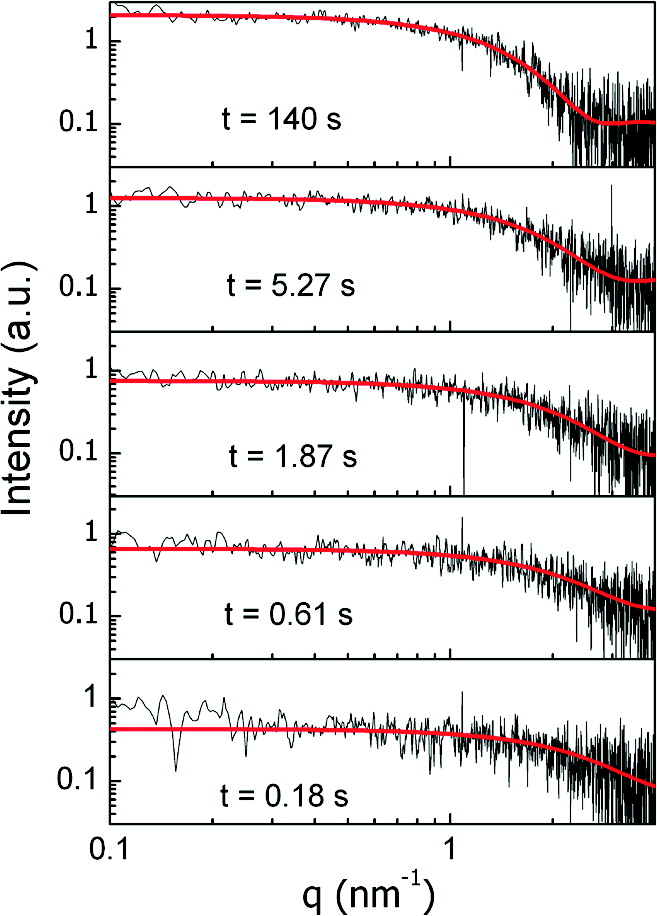 1
0.1
t = 140 s
1
0.1
t = 5.27 s
1
0.1
t = 1.87 s
1
0.1
t = 0.61 s
1
0.1
t = 0.18 s
Intensity (a.u.)
0.1 1
q (nm⁻¹)